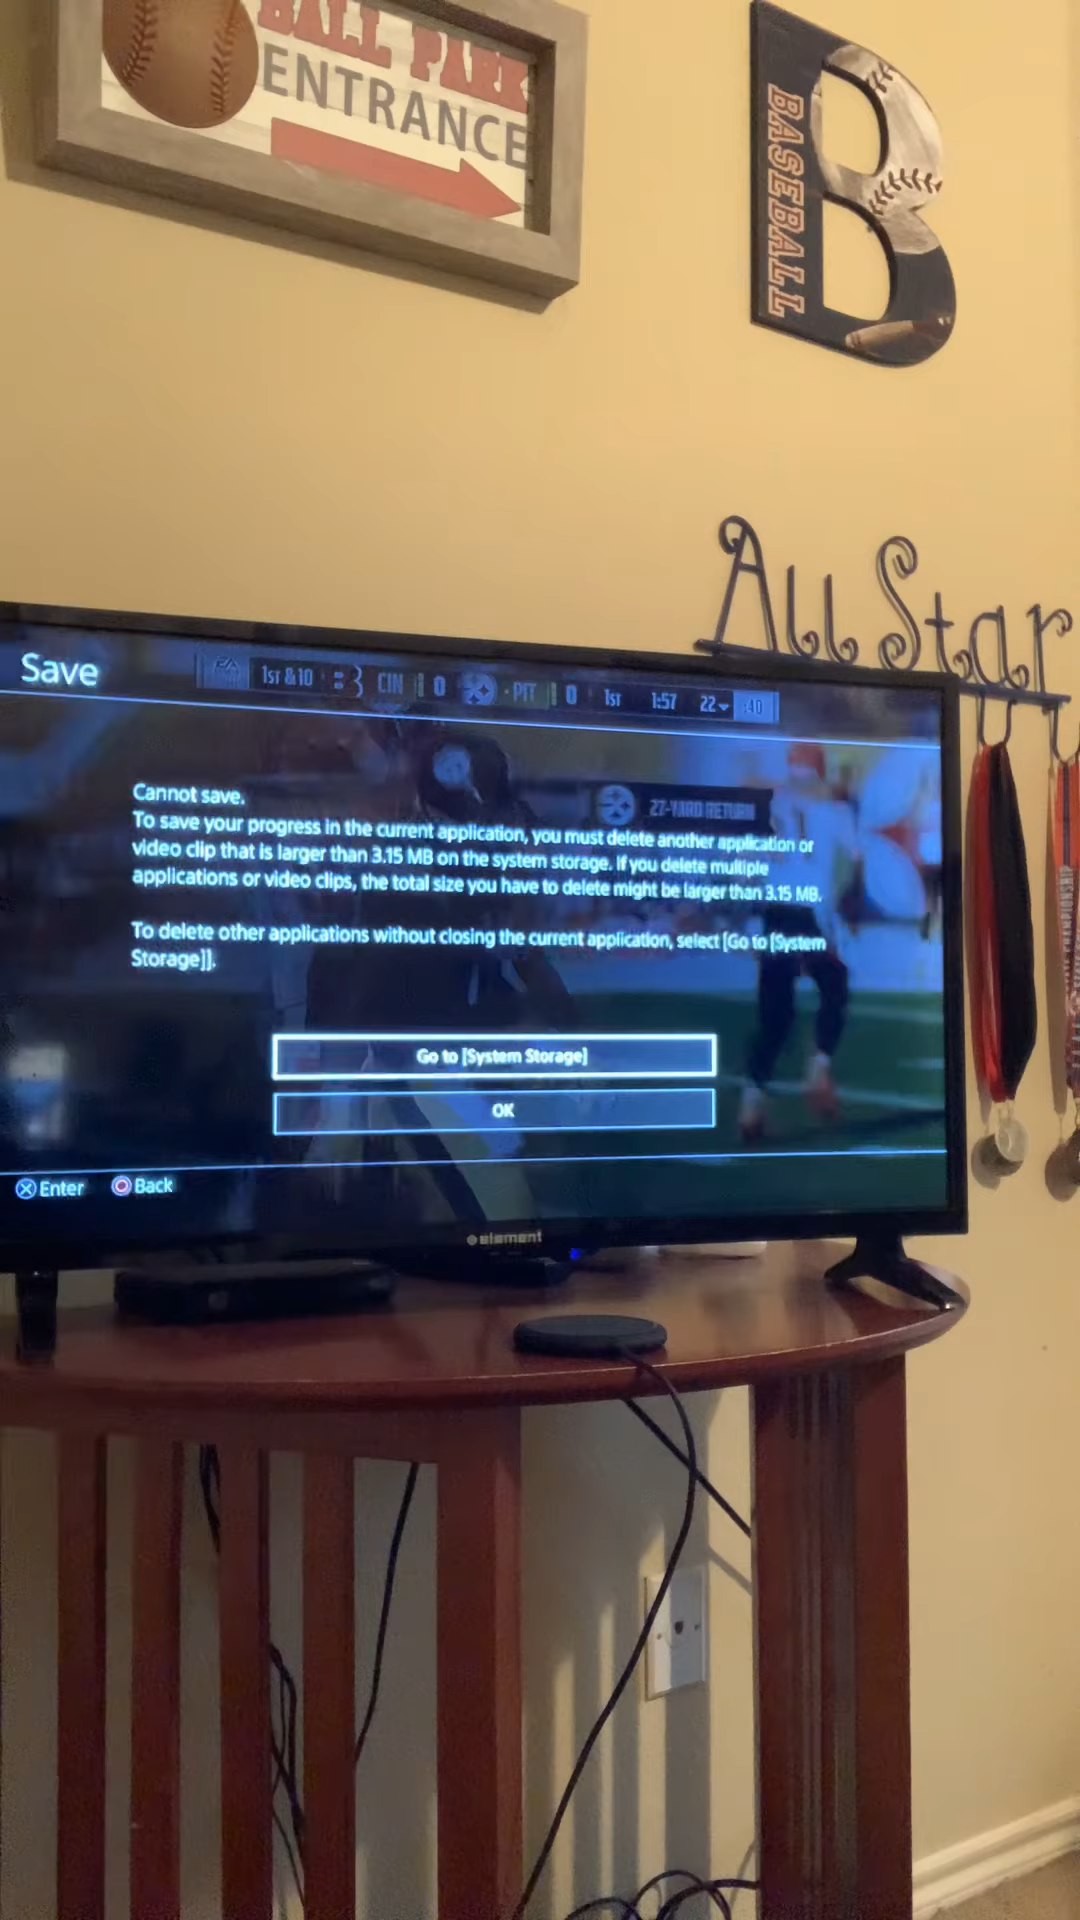 BALL PARK
ENTRANCE
BASEBALL
B
All Star
Save
EA
1st & 10
CIN 0
PIT 0
1st
1:57
22
:40
27-YARD RETURN
Cannot save.
To save your progress in the current application, you must delete another application or
video clip that is larger than 3.15 MB on the system storage. If you delete multiple
applications or video clips, the total size you have to delete might be larger than 3.15 MB.
To delete other applications without closing the current application, select [Go to [System
Storage]].
Go to [System Storage]
OK
Enter
Back
element
CHAMPIONSHIP